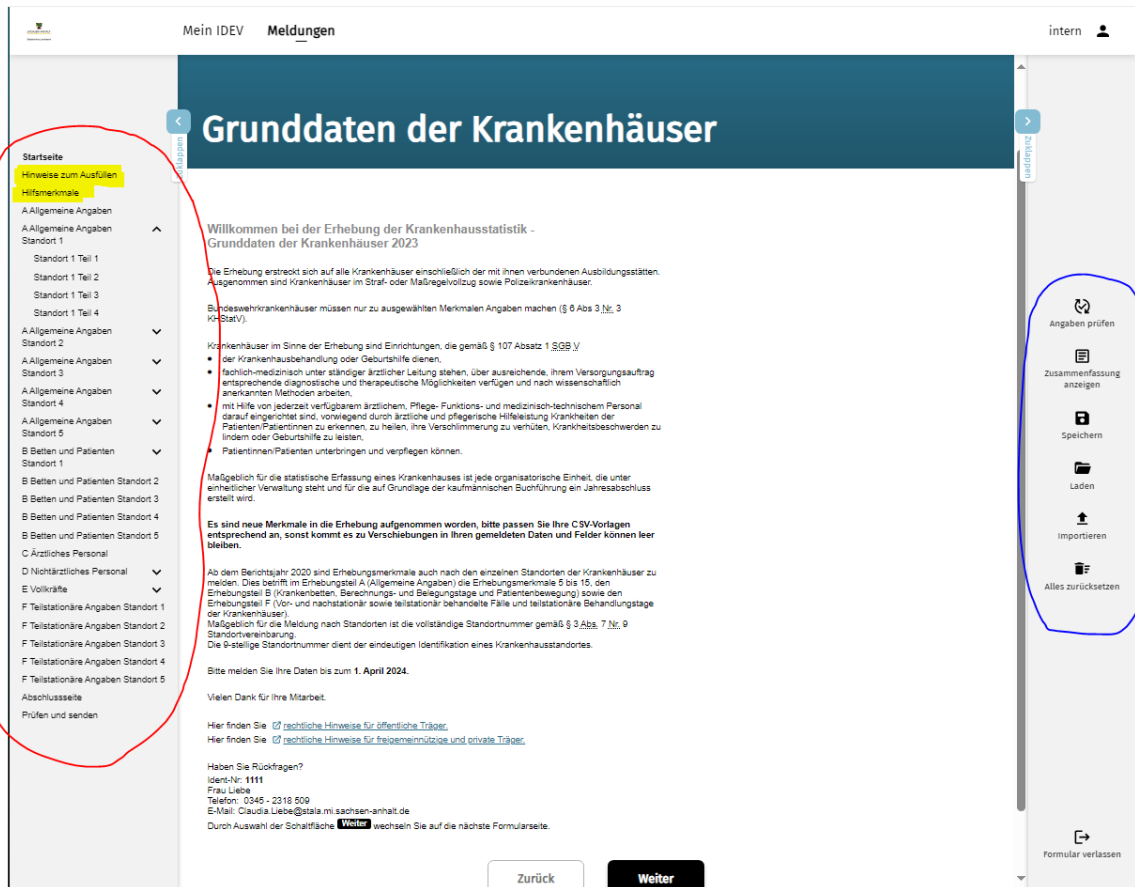 Mein IDEV
Meldungen
intern
Startseite
Hinweise zum Ausfüllen
Hilfsmerkmale
A Allgemeine Angaben
A Allgemeine Angaben
Standort 1
Standort 1 Teil 1
Standort 1 Teil 2
Standort 1 Teil 3
Standort 1 Teil 4
A Allgemeine Angaben
Standort 2
A Allgemeine Angaben
Standort 3
A Allgemeine Angaben
Standort 4
A Allgemeine Angaben
Standort 5
B Betten und Patienten
Standort 1
B Betten und Patienten Standort 2
B Betten und Patienten Standort 3
B Betten und Patienten Standort 4
B Betten und Patienten Standort 5
C Ärztliches Personal
D Nichtärztliches Personal
E Vollkräfte
F Teilstationäre Angaben Standort 1
F Teilstationäre Angaben Standort 2
F Teilstationäre Angaben Standort 3
F Teilstationäre Angaben Standort 4
F Teilstationäre Angaben Standort 5
Abschlussseite
Prüfen und senden
Zuklappen
Grunddaten der Krankenhäuser
Zuklappen
Willkommen bei der Erhebung der Krankenhausstatistik -
Grunddaten der Krankenhäuser 2023
Die Erhebung erstreckt sich auf alle Krankenhäuser einschließlich der mit ihnen verbundenen Ausbildungsstätten.
Ausgenommen sind Krankenhäuser im Straf- oder Maßregelvollzug sowie Polizeikrankenhäuser.
Bundeswehrkrankenhäuser müssen nur zu ausgewählten Merkmalen Angaben machen (§ 6 Abs 3 Nr. 3
KHStatV).
Krankenhäuser im Sinne der Erhebung sind Einrichtungen, die gemäß § 107 Absatz 1 SGB V
• der Krankenhausbehandlung oder Geburtshilfe dienen,
• fachlich-medizinisch unter ständiger ärztlicher Leitung stehen, über ausreichende, ihrem Versorgungsauftrag
entsprechende diagnostische und therapeutische Möglichkeiten verfügen und nach wissenschaftlich
anerkannten Methoden arbeiten,
• mit Hilfe von jederzeit verfügbarem ärztlichem, Pflege- Funktions- und medizinisch-technischem Personal
darauf eingerichtet sind, vorwiegend durch ärztliche und pflegerische Hilfeleistung Krankheiten der
Patienten/Patientinnen zu erkennen, zu heilen, ihre Verschlimmerung zu verhüten, Krankheitsbeschwerden zu
lindern oder Geburtshilfe zu leisten,
• Patientinnen/Patienten unterbringen und verpflegen können.
Maßgeblich für die statistische Erfassung eines Krankenhauses ist jede organisatorische Einheit, die unter
einheitlicher Verwaltung steht und für die auf Grundlage der kaufmännischen Buchführung ein Jahresabschluss
erstellt wird.
Es sind neue Merkmale in die Erhebung aufgenommen worden, bitte passen Sie Ihre CSV-Vorlagen
entsprechend an, sonst kommt es zu Verschiebungen in Ihren gemeldeten Daten und Felder können leer
bleiben.
Ab dem Berichtsjahr 2020 sind Erhebungsmerkmale auch nach den einzelnen Standorten der Krankenhäuser zu
melden. Dies betrifft im Erhebungsteil A (Allgemeine Angaben) die Erhebungsmerkmale 5 bis 15, den
Erhebungsteil B (Krankenbetten, Berechnungs- und Belegungstage und Patientenbewegung) sowie den
Erhebungsteil F (Vor- und nachstationär sowie teilstationär behandelte Fälle und teilstationäre Behandlungstage
der Krankenhäuser).
Maßgeblich für die Meldung nach Standorten ist die vollständige Standortnummer gemäß § 3 Abs. 7 Nr. 9
Standortvereinbarung.
Die 9-stellige Standortnummer dient der eindeutigen Identifikation eines Krankenhausstandortes.
Bitte melden Sie Ihre Daten bis zum 1. April 2024.
Vielen Dank für Ihre Mitarbeit.
Hier finden Sie rechtliche Hinweise für öffentliche Träger.
Hier finden Sie rechtliche Hinweise für freigemeinnützige und private Träger.
Haben Sie Rückfragen?
Ident-Nr: 1111
Frau Liebe
Telefon: 0345 - 2318 509
E-Mail: Claudia.Liebe@stala.mi.sachsen-anhalt.de
Durch Auswahl der Schaltfläche Weiter wechseln Sie auf die nächste Formularseite.
Zurück
Weiter
Angaben prüfen
Zusammenfassung
anzeigen
Speichern
Laden
Importieren
Alles zurücksetzen
Formular verlassen